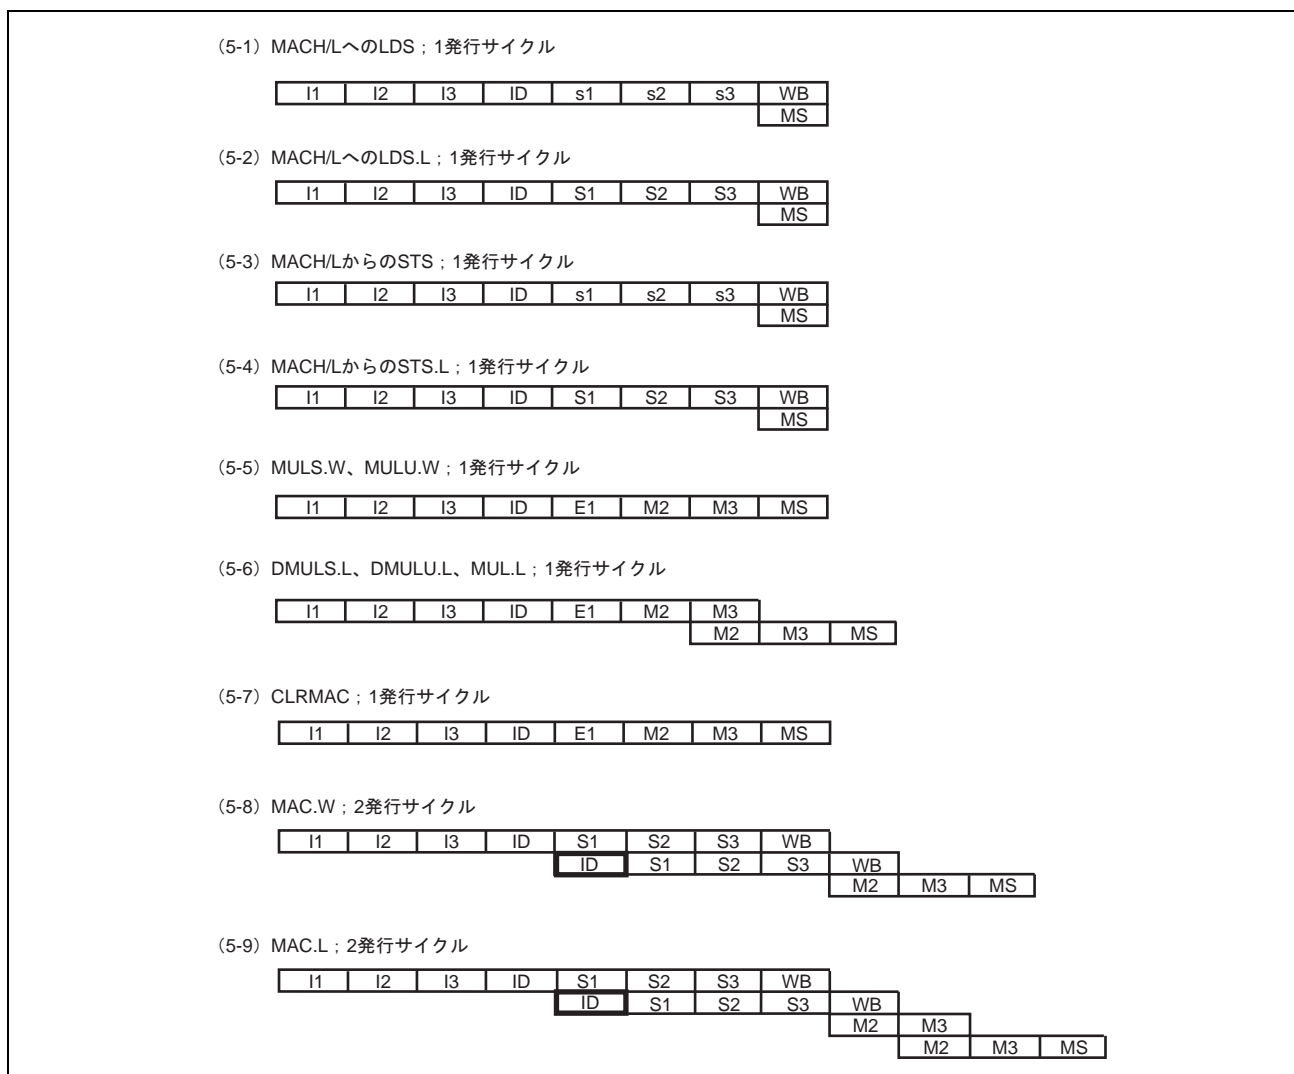 （5-1）MACH/LへのLDS；1発行サイクル
I1 I2 I3 ID s1 s2 s3 WB
MS
（5-2）MACH/LへのLDS.L；1発行サイクル
I1 I2 I3 ID S1 S2 S3 WB
MS
（5-3）MACH/LからのSTS；1発行サイクル
I1 I2 I3 ID s1 s2 s3 WB
MS
（5-4）MACH/LからのSTS.L；1発行サイクル
I1 I2 I3 ID S1 S2 S3 WB
MS
（5-5）MULS.W、MULU.W；1発行サイクル
I1 I2 I3 ID E1 M2 M3 MS
（5-6）DMULS.L、DMULU.L、MUL.L；1発行サイクル
I1 I2 I3 ID E1 M2 M3
M2 M3 MS
（5-7）CLRMAC；1発行サイクル
I1 I2 I3 ID E1 M2 M3 MS
（5-8）MAC.W；2発行サイクル
I1 I2 I3 ID S1 S2 S3 WB
ID S1 S2 S3 WB
M2 M3 MS
（5-9）MAC.L；2発行サイクル
I1 I2 I3 ID S1 S2 S3 WB
ID S1 S2 S3 WB
M2 M3
M2 M3 MS